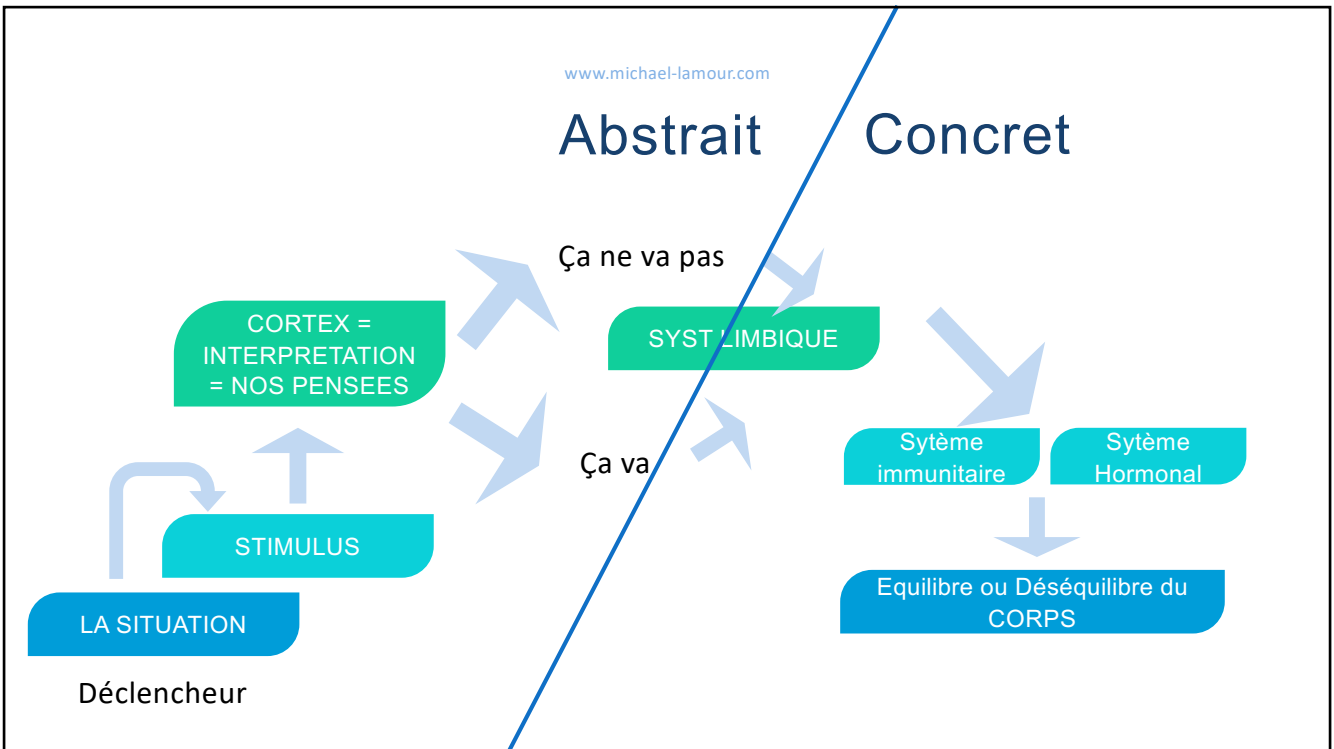 www.michael-lamour.com
Abstrait
Concret
Ça ne va pas
CORTEX =
INTERPRETATION
= NOS PENSEES
SYST LIMBIQUE
Ça va
Sytème
immunitaire
Sytème
Hormonal
STIMULUS
Equilibre ou Déséquilibre du
CORPS
LA SITUATION
Déclencheur